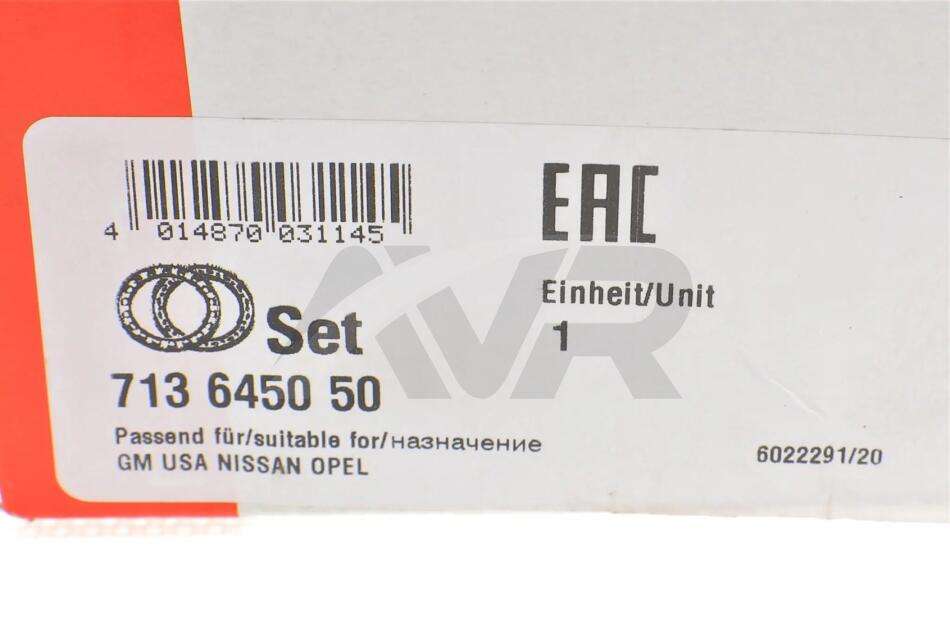 4 014870 031145
EAC
Set
Einheit/Unit
1
713 6450 50
Passend für/suitable for/назначение
GM USA NISSAN OPEL
6022291/20
AVR